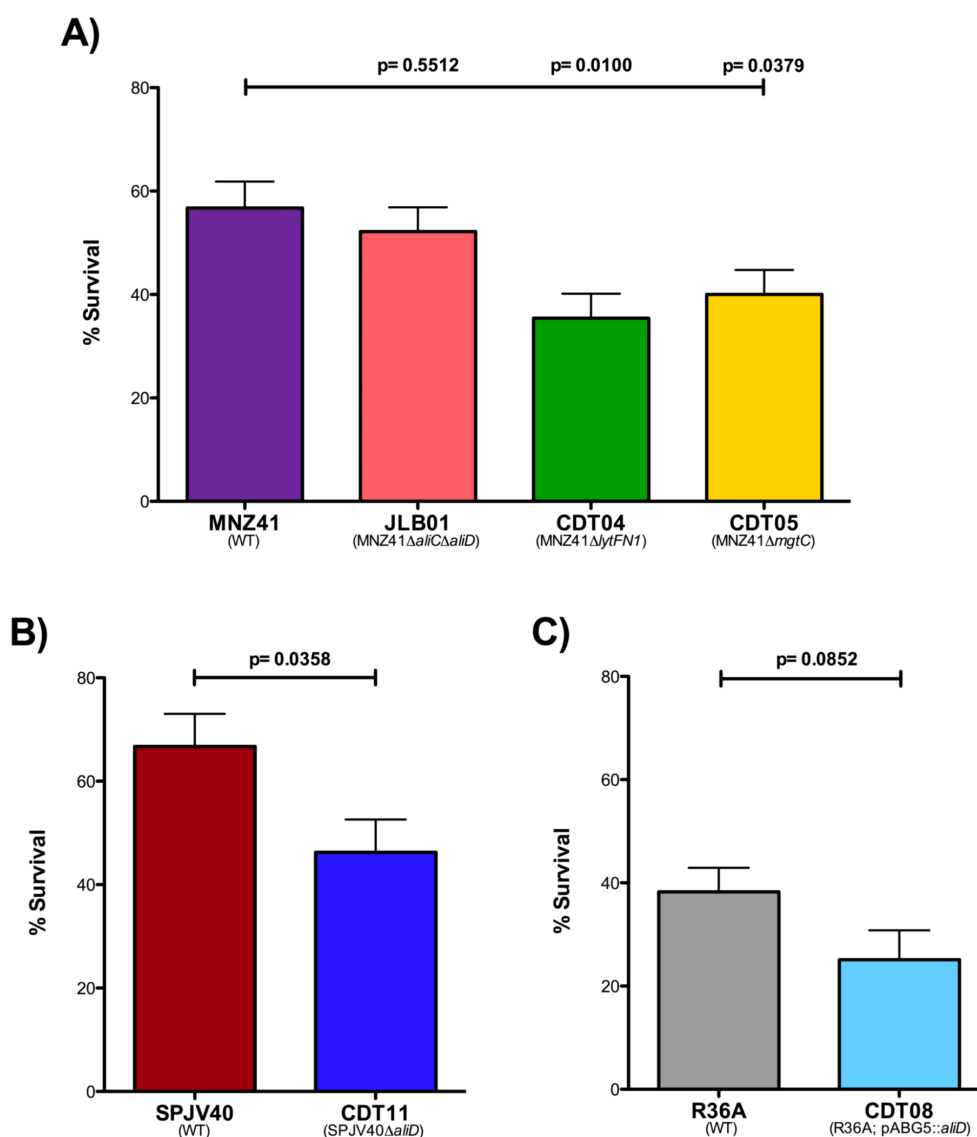 A)
p= 0.5512 p= 0.0100 p= 0.0379
80
60
40
20
0
% Survival
MNZ41 JLB01 CDT04 CDT05
(WT) (MNZ41ΔaliCΔaliD) (MNZ41ΔlytFN1) (MNZ41ΔmgtC)
B)
p= 0.0358
80
60
40
20
0
% Survival
SPJV40 CDT11
(WT) (SPJV40ΔaliD)
C)
p= 0.0852
80
60
40
20
0
% Survival
R36A CDT08
(WT) (R36A; pABG5::aliD)